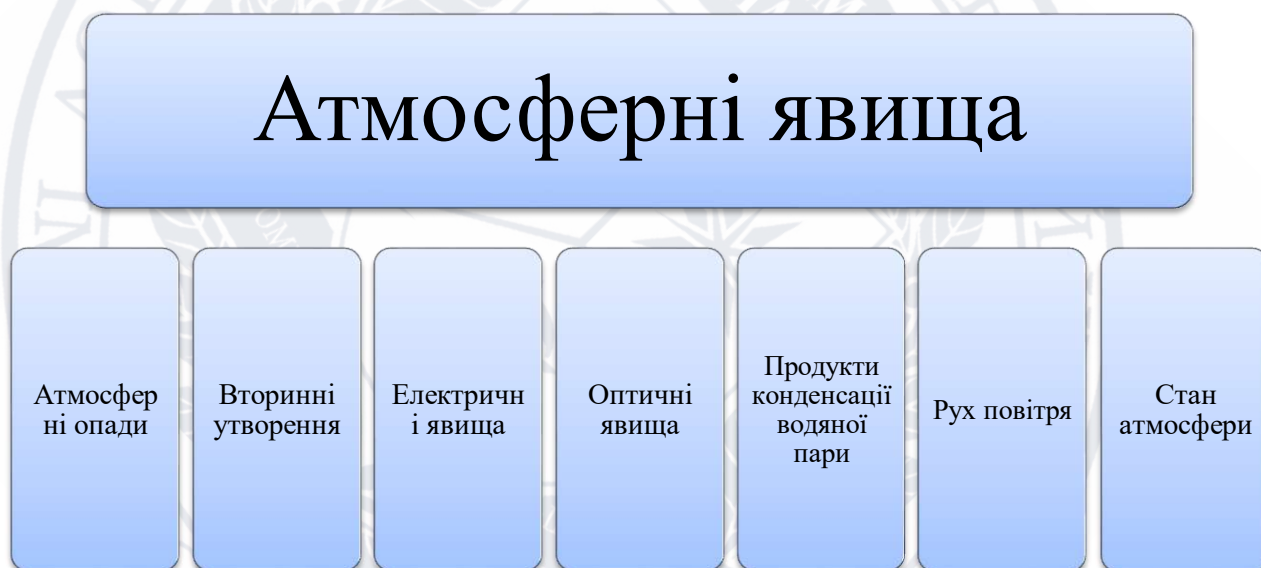 Атмосферні явища
Атмосфер
ні опади
Вторинні
утворення
Електричн
і явища
Оптичні
явища
Продукти
конденсації
водяної
пари
Рух повітря
Стан
атмосфери